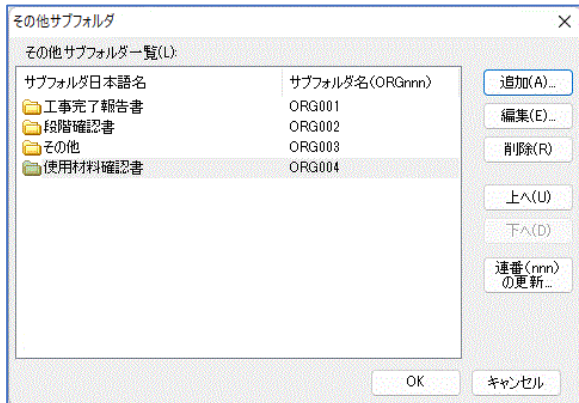 その他サブフォルダ
その他サブフォルダ一覧(L):
サブフォルダ日本語名 サブフォルダ名(ORGnnn)
工事完了報告書 ORG001
段階確認書 ORG002
その他 ORG003
使用材料確認書 ORG004
追加(A)...
編集(E)...
削除(R)
上へ(U)
下へ(D)
連番(nnn)
の更新...
OK キャンセル